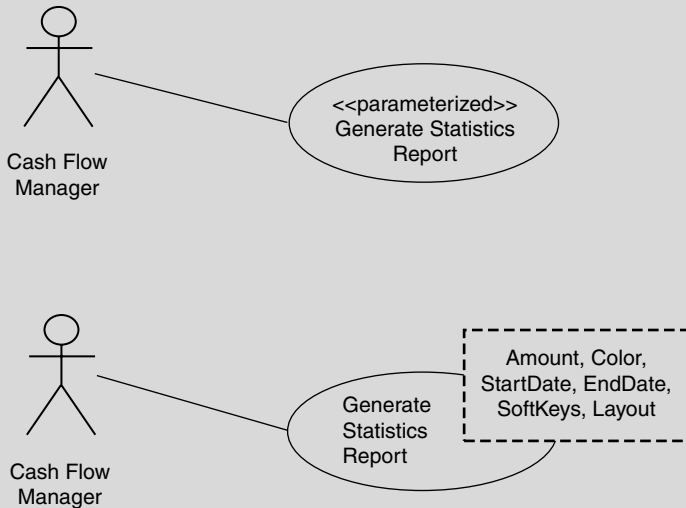 <<parameterized>>
Generate Statistics
Report
Cash Flow
Manager
Amount, Color,
StartDate, EndDate,
SoftKeys, Layout
Generate
Statistics
Report
Cash Flow
Manager